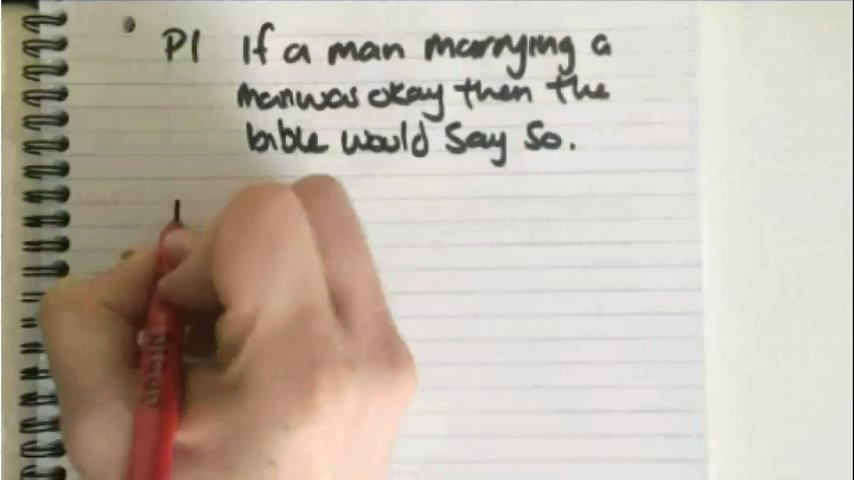 P1 If a man marrying a
man was okay then the
bible would say so.